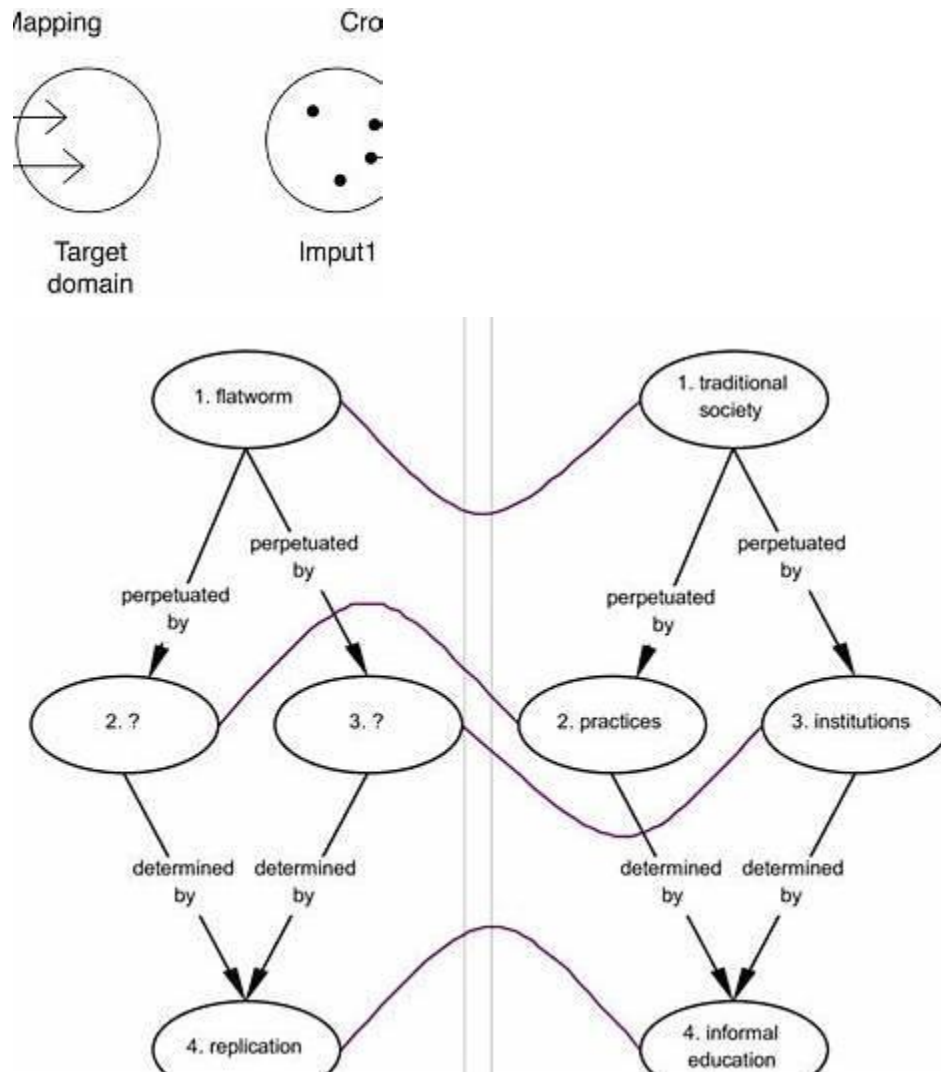 Mapping
Cro
Target
domain
Imput1
1. flatworm
1. traditional
society
perpetuated
by
perpetuated
by
perpetuated
by
perpetuated
by
2. ?
3. ?
2. practices
3. institutions
determined
by
determined
by
determined
by
determined
by
4. replication
4. informal
education